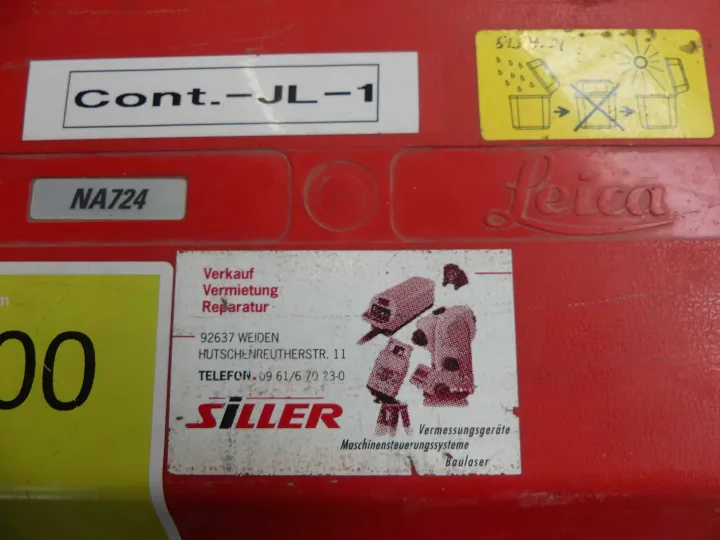 Cont.-JL-1
NA724
Leica
m
00
Verkauf
Vermietung
Reparatur
92637 WEIDEN
HUTSCHENREUTHERSTR. 11
TELEFON. 09 61/6 70 23-0
SiLLER
Vermessungsgeräte
Maschinensteuerungssysteme
Baulaser